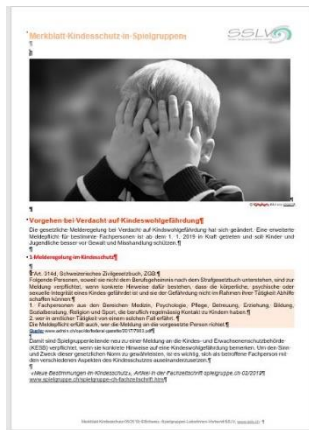 Merkblatt Kindesschutz in Spielgruppen
SSLV
Vorgehen bei Verdacht auf Kindeswohlgefährdung¶
Die gesetzliche Melderegelung bei Verdacht auf Kindswohlgefährdung hat sich geändert. Eine erweiterte
Meldepflicht für bestimmte Fachpersonen ist ab dem 1. 1. 2019 in Kraft getreten und soll Kinder und
Jugendliche besser vor Gewalt und Misshandlung schützen.¶
1 Melderegelung im Kindesschutz¶
Art. 314d, Schweizerisches Zivilgesetzbuch, ZGB¶
Folgende Personen, soweit sie nicht dem Berufsgeheimnis nach dem Strafgesetzbuch unterstehen, sind zur
Meldung verpflichtet, wenn konkrete Hinweise dafür bestehen, dass die körperliche, psychische oder
sexuelle Integrität eines Kindes gefährdet ist und sie der Gefährdung nicht im Rahmen ihrer Tätigkeit Abhilfe
schaffen können:¶
1. Fachpersonen aus den Bereichen Medizin, Psychologie, Pflege, Betreuung, Erziehung, Bildung,
Sozialberatung, Religion und Sport, die beruflich regelmässig Kontakt zu Kindern haben¶
2. wer in amtlicher Tätigkeit von einem solchen Fall erfährt.¶
Die Meldepflicht erfüllt auch, wer die Meldung an die vorgesetzte Person richtet¶
Damit sind Spielgruppenleitende neu zu einer Meldung an die Kindes- und Erwachsenenschutzbehörde
(KESB) verpflichtet, wenn sie konkrete Hinweise auf eine Kindeswohlgefährdung bemerken. Um den Sinn
und Zweck dieser gesetzlichen Norm zu gewährleisten, ist es wichtig, sich als betroffene Fachperson mit
den verschiedenen Aspekten des Kindesschutzes auseinanderzusetzen.¶
«Neue Bestimmungen im Kindesschutz», Artikel in der Fachzeitschrift spielgruppe.ch 02/2019¶
www.spielgruppe.ch/spielgruppe-ch-fachzeitschrift.html¶